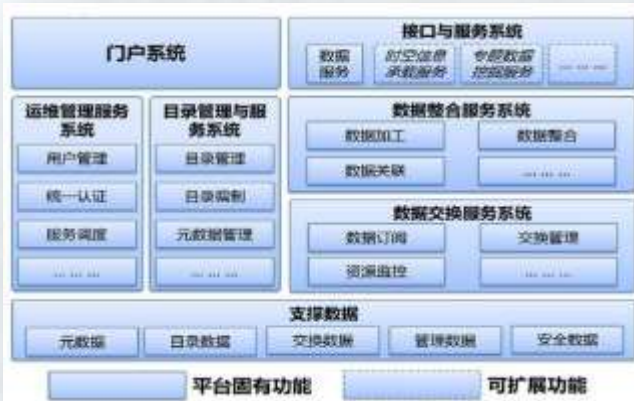 门户系统
接口与服务系统
数据
服务
时空信息
承载服务
专题数据
挖掘服务
... ... ...
运维管理服务
系统
用户管理
统一认证
服务调度
... ... ...
目录管理与服
务系统
目录管理
目录编制
元数据管理
... ... ...
数据整合服务系统
数据加工
数据整合
数据关联
... ... ...
数据交换服务系统
数据订阅
交换管理
资源监控
... ... ...
支撑数据
元数据
目录数据
交换数据
管理数据
安全数据
平台固有功能
可扩展功能